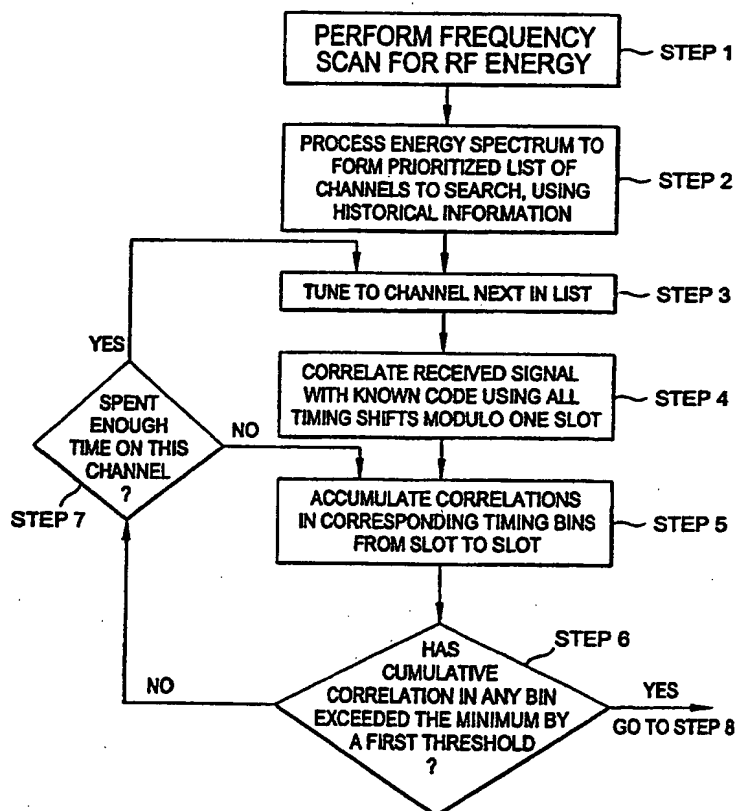 PERFORM FREQUENCY
SCAN FOR RF ENERGY
STEP 1
PROCESS ENERGY SPECTRUM TO
FORM PRIORITIZED LIST OF
CHANNELS TO SEARCH, USING
HISTORICAL INFORMATION
STEP 2
TUNE TO CHANNEL NEXT IN LIST
STEP 3
YES
CORRELATE RECEIVED SIGNAL
WITH KNOWN CODE USING ALL
TIMING SHIFTS MODULO ONE SLOT
STEP 4
SPENT
ENOUGH
TIME ON THIS
CHANNEL
?
NO
STEP 7
ACCUMULATE CORRELATIONS
IN CORRESPONDING TIMING BINS
FROM SLOT TO SLOT
STEP 5
HAS
CUMULATIVE
CORRELATION IN ANY BIN
EXCEEDED THE MINIMUM BY
A FIRST THRESHOLD
?
STEP 6
NO
YES
GO TO STEP 8